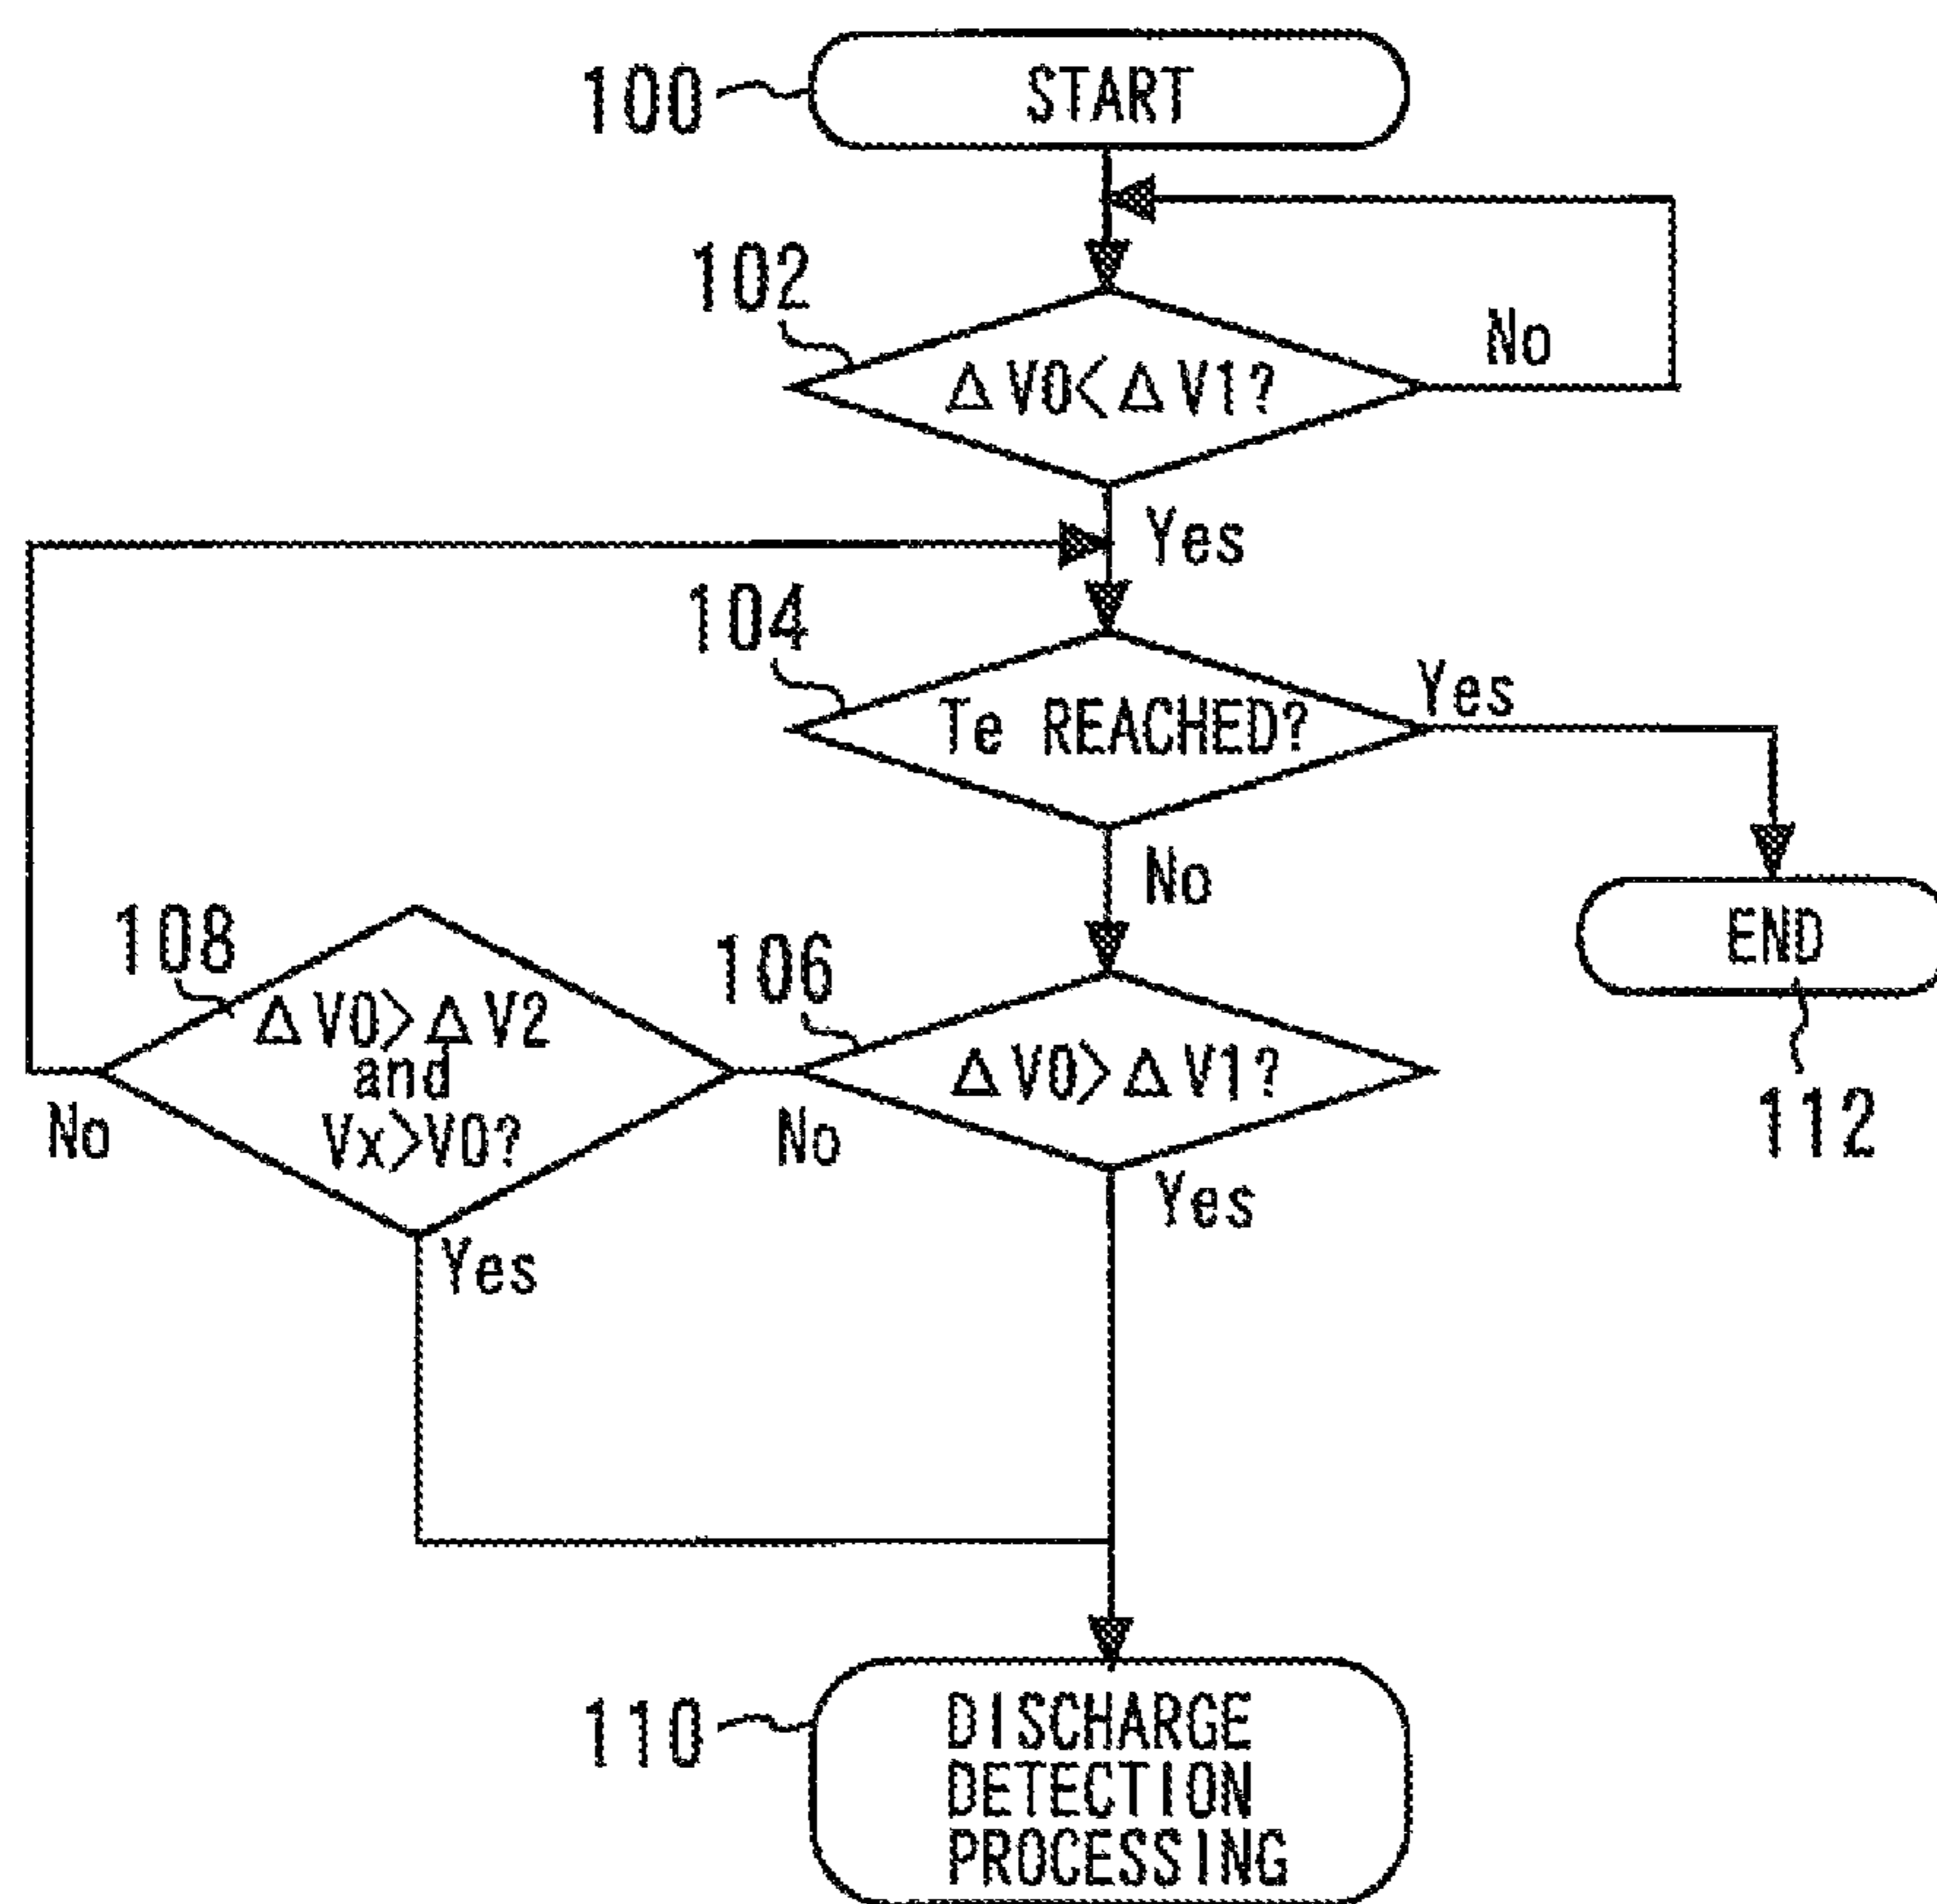 100
START
102
No
ΔV0<ΔV1?
Yes
104
Yes
Te REACHED?
No
108
106
END
ΔV0>ΔV2
and
Vx>V0?
ΔV0>ΔV1?
No
No
112
Yes
Yes
110
DISCHARGE
DETECTION
PROCESSING